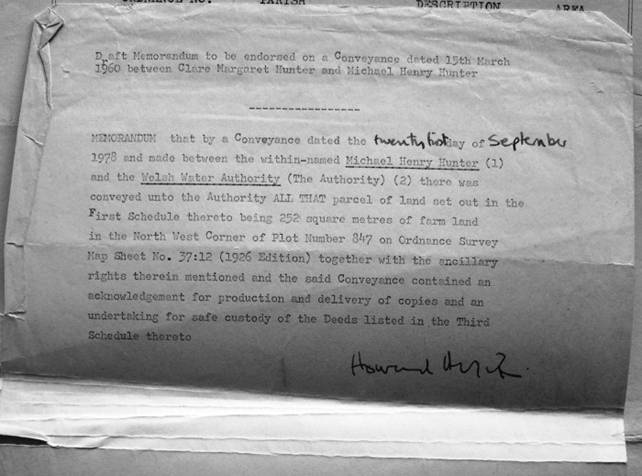 ORDNANCE NO. PARISH DESCRIPTION AREA
Draft Memorandum to be endorsed on a Conveyance dated 15th March
1960 between Clare Margaret Hunter and Michael Henry Hunter
-----------------
MEMORANDUM that by a Conveyance dated the twenty first day of September
1978 and made between the within-named Michael Henry Hunter (1)
and the Welsh Water Authority (The Authority) (2) there was
conveyed unto the Authority ALL THAT parcel of land set out in the
First Schedule thereto being 252 square metres of farm land
in the North West Corner of Plot Number 847 on Ordnance Survey
Map Sheet No. 37:12 (1926 Edition) together with the ancillary
rights therein mentioned and the said Conveyance contained an
acknowledgement for production and delivery of copies and an
undertaking for safe custody of the Deeds listed in the Third
Schedule thereto
Howard